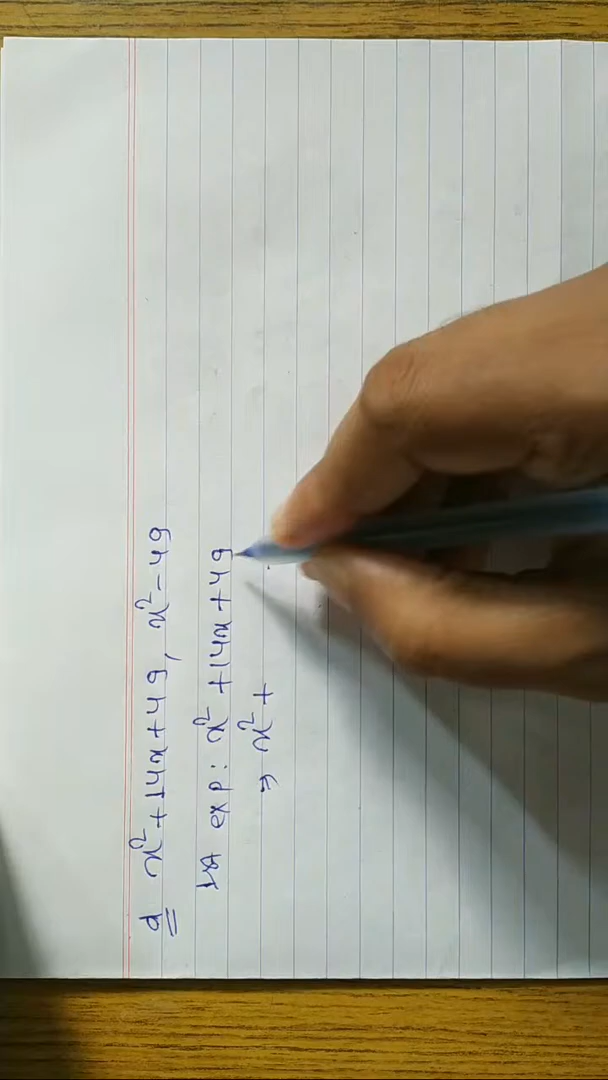 d x²+14x+49, x²-49
1st exp: x²+14x+49
⇒ x²+